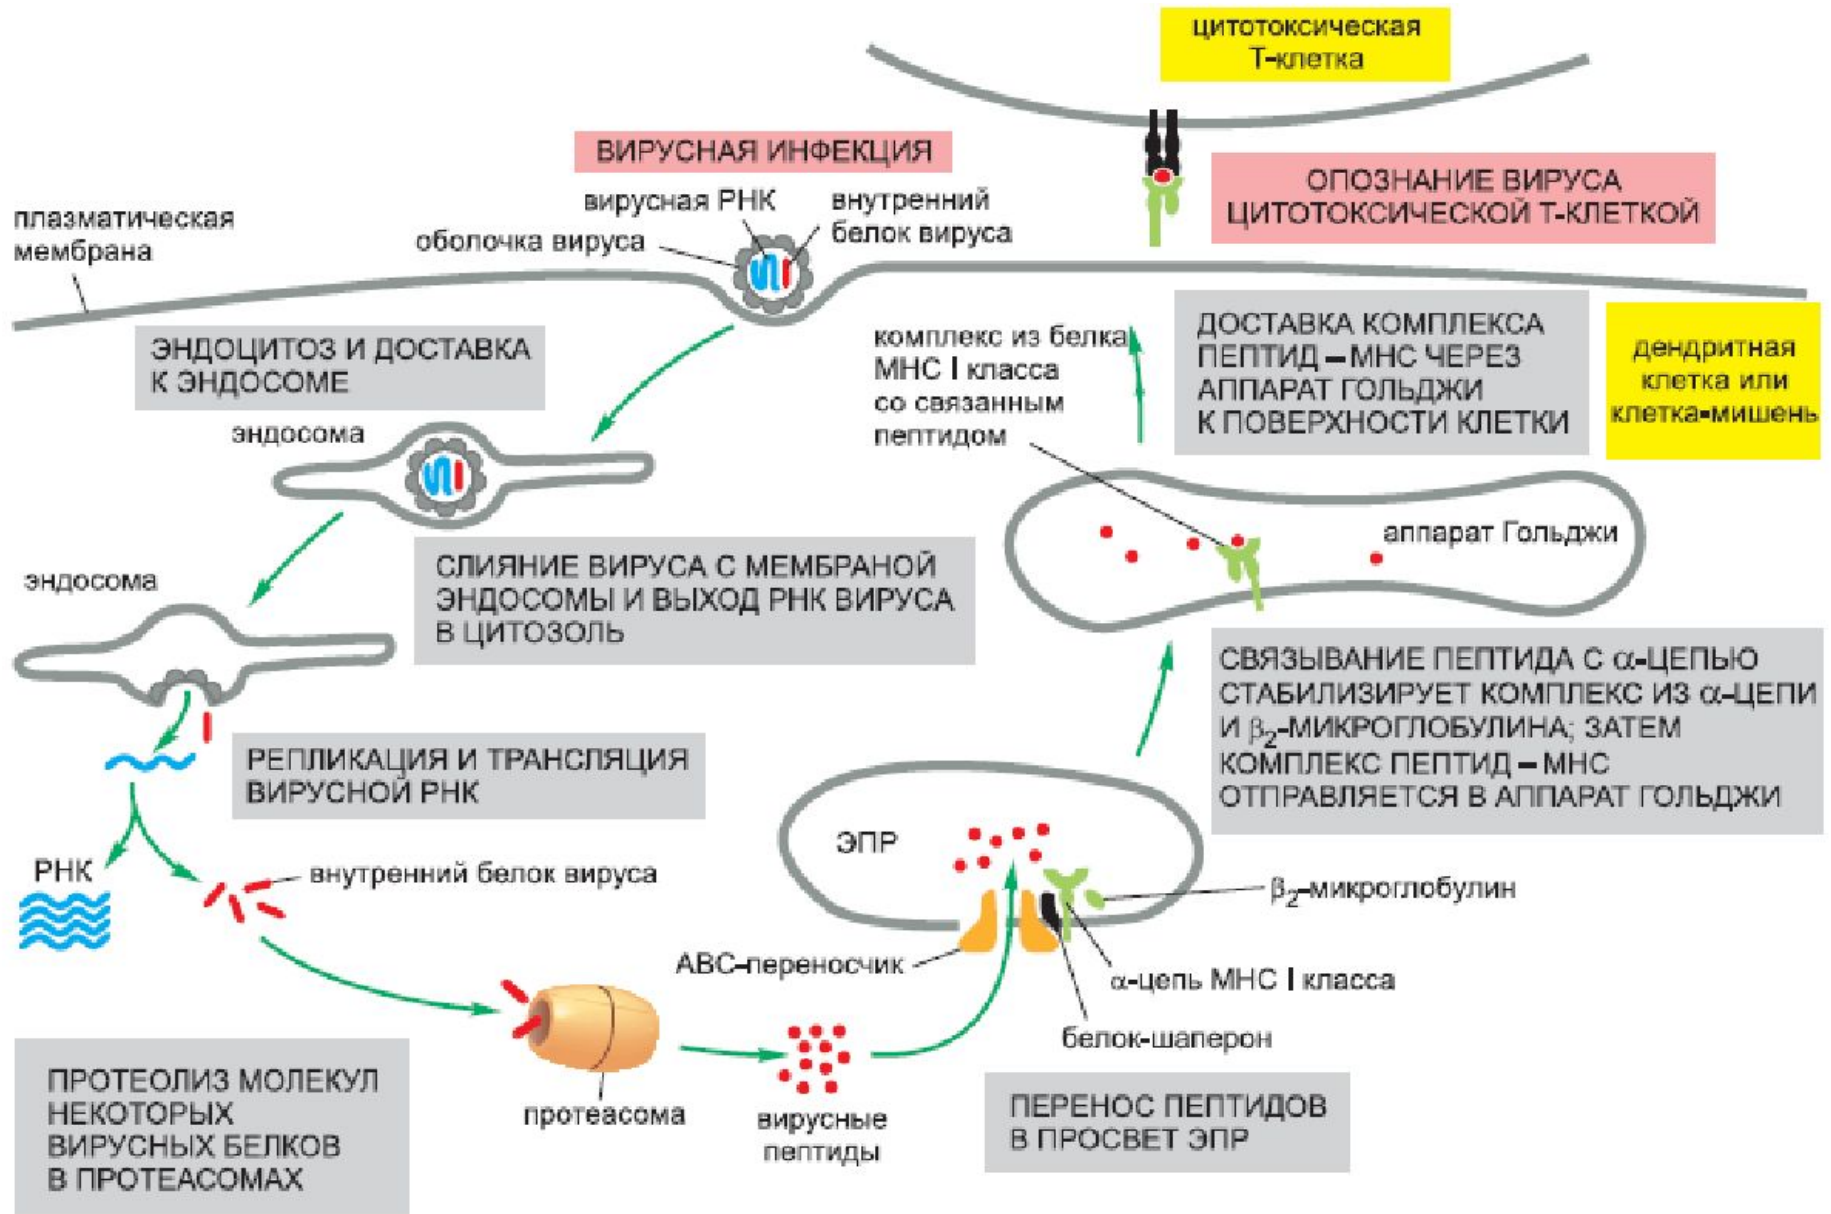 цитотоксическая
Т-клетка
ВИРУСНАЯ ИНФЕКЦИЯ
ОПОЗНАНИЕ ВИРУСА
ЦИТОТОКСИЧЕСКОЙ Т-КЛЕТКОЙ
вирусная РНК
внутренний
белок вируса
оболочка вируса
плазматическая
мембрана
ЭНДОЦИТОЗ И ДОСТАВКА
К ЭНДОСОМЕ
комплекс из белка
МНС I класса
со связанным
пептидом
ДОСТАВКА КОМПЛЕКСА
ПЕПТИД – МНС ЧЕРЕЗ
АППАРАТ ГОЛЬДЖИ
К ПОВЕРХНОСТИ КЛЕТКИ
дендритная
клетка или
клетка-мишень
эндосома
аппарат Гольджи
СЛИЯНИЕ ВИРУСА С МЕМБРАНОЙ
ЭНДОСОМЫ И ВЫХОД РНК ВИРУСА
В ЦИТОЗОЛЬ
эндосома
СВЯЗЫВАНИЕ ПЕПТИДА С α-ЦЕПЬЮ
СТАБИЛИЗИРУЕТ КОМПЛЕКС ИЗ α-ЦЕПИ
И β₂-МИКРОГЛОБУЛИНА; ЗАТЕМ
КОМПЛЕКС ПЕПТИД – МНС
ОТПРАВЛЯЕТСЯ В АППАРАТ ГОЛЬДЖИ
РЕПЛИКАЦИЯ И ТРАНСЛЯЦИЯ
ВИРУСНОЙ РНК
ЭПР
РНК
внутренний белок вируса
β₂-микроглобулин
АВС-переносчик
α-цепь МНС I класса
белок-шаперон
ПРОТЕОЛИЗ МОЛЕКУЛ
НЕКОТОРЫХ
ВИРУСНЫХ БЕЛКОВ
В ПРОТЕАСОМАХ
протеасома
вирусные
пептиды
ПЕРЕНОС ПЕПТИДОВ
В ПРОСВЕТ ЭПР